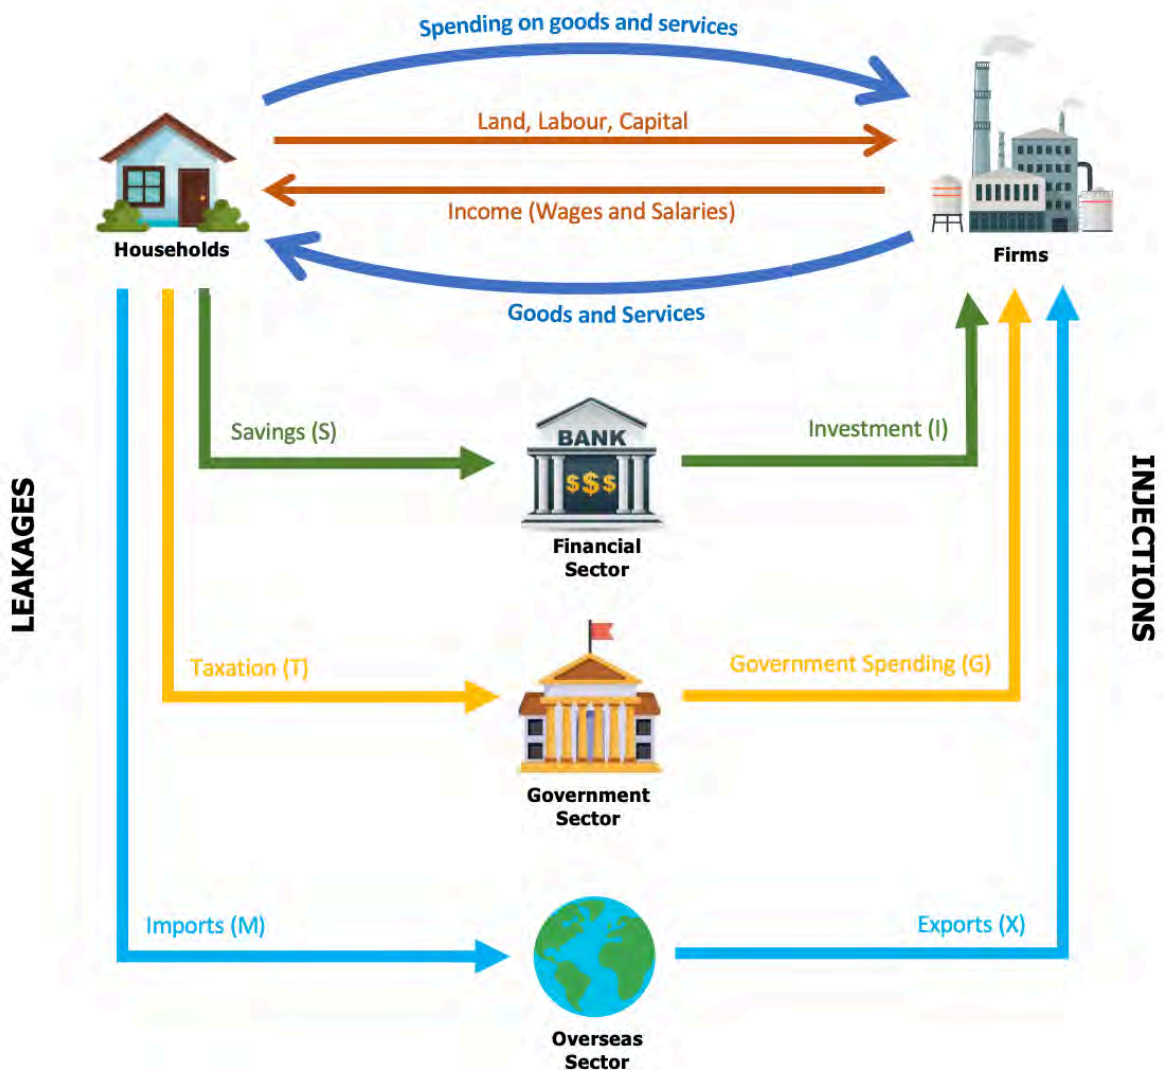 Spending on goods and services
Land, Labour, Capital
Income (Wages and Salaries)
Households
Firms
Goods and Services
Savings (S)
Investment (I)
BANK
$$$
Financial
Sector
LEAKAGES
INJECTIONS
Taxation (T)
Government Spending (G)
Government
Sector
Imports (M)
Exports (X)
Overseas
Sector